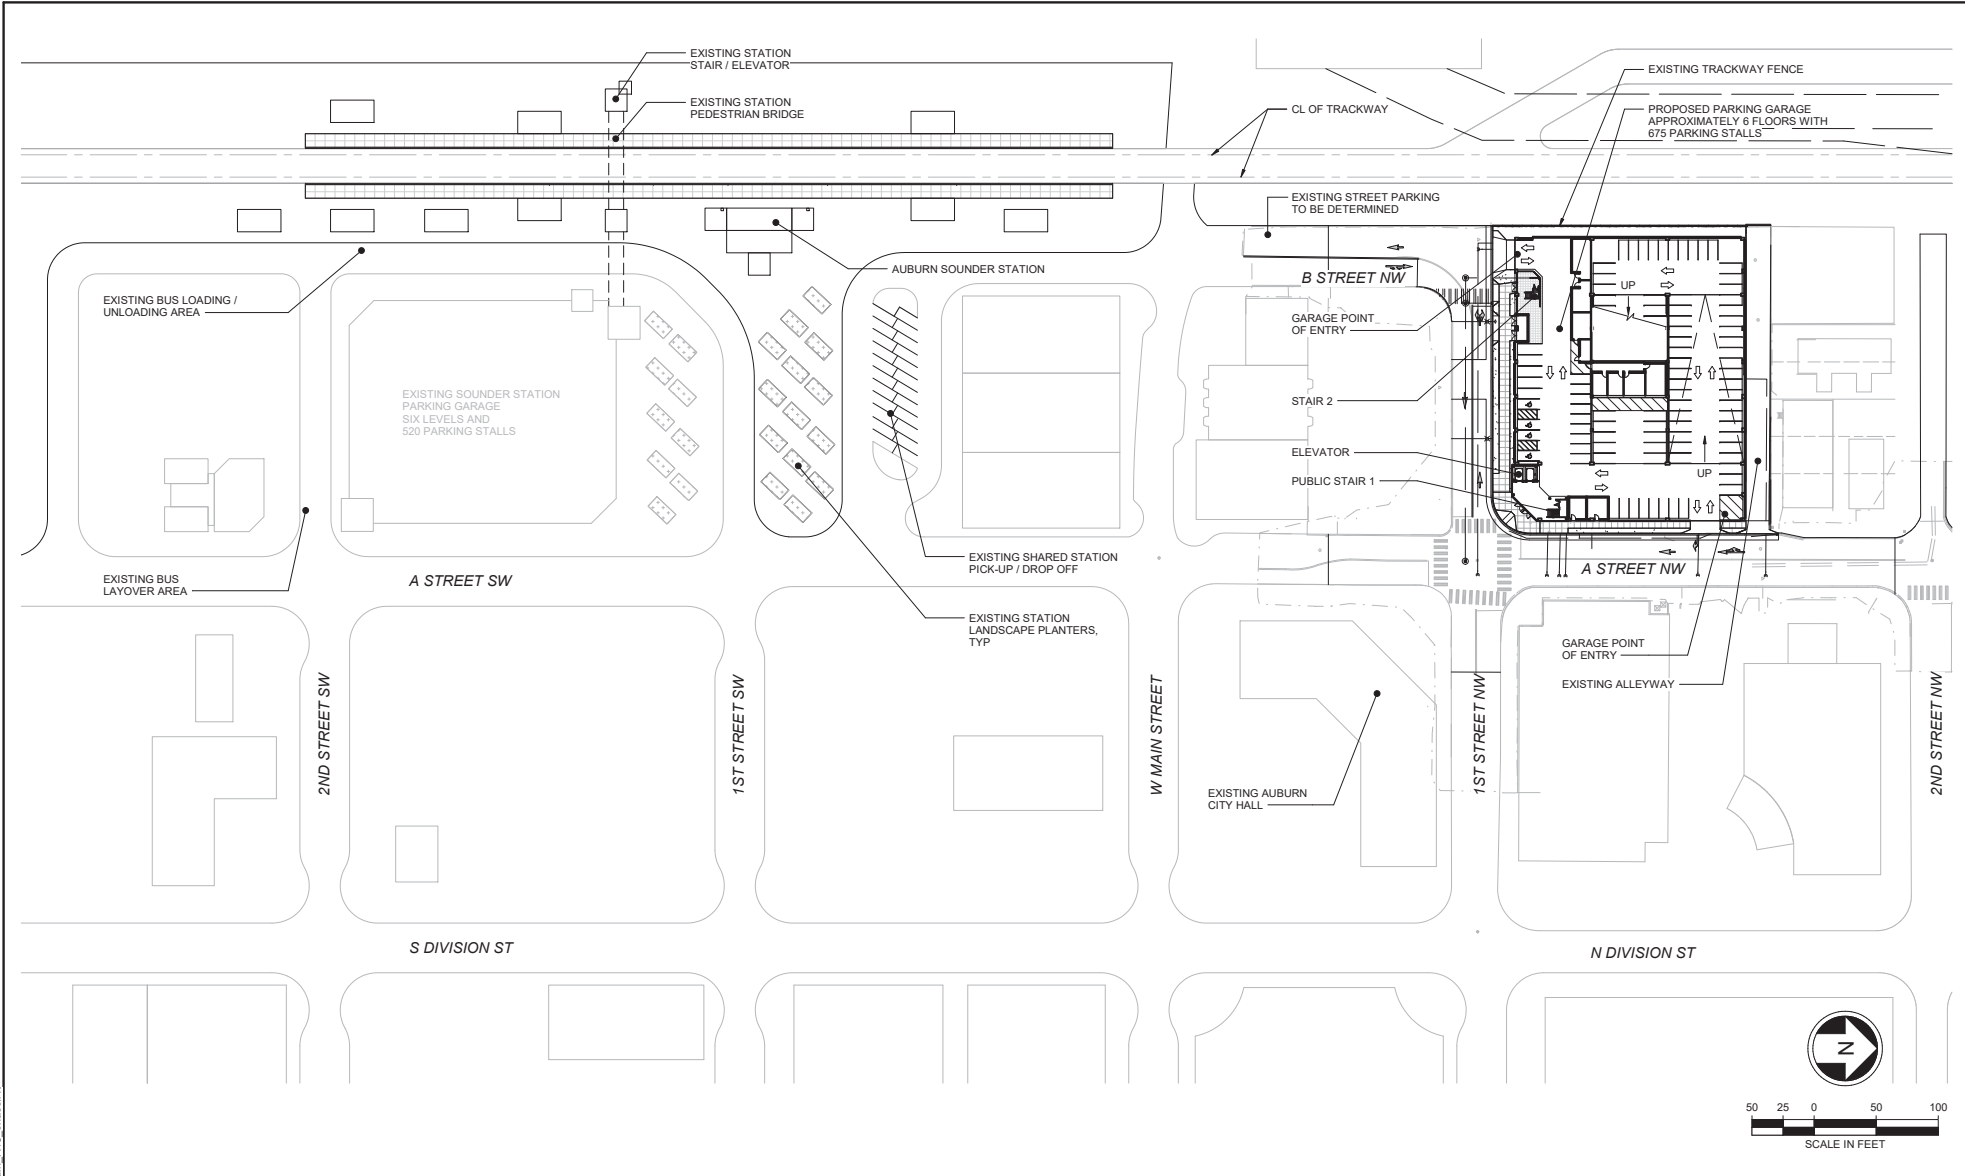 EXISTING STATION
STAIR / ELEVATOR
EXISTING STATION
PEDESTRIAN BRIDGE
CL OF TRACKWAY
EXISTING TRACKWAY FENCE
PROPOSED PARKING GARAGE
APPROXIMATELY 6 FLOORS WITH
675 PARKING STALLS
EXISTING STREET PARKING
TO BE DETERMINED
AUBURN SOUNDER STATION
B STREET NW
EXISTING BUS LOADING /
UNLOADING AREA
GARAGE POINT
OF ENTRY
UP
EXISTING SOUNDER STATION
PARKING GARAGE
SIX LEVELS AND
520 PARKING STALLS
STAIR 2
ELEVATOR
PUBLIC STAIR 1
UP
EXISTING SHARED STATION
PICK-UP / DROP OFF
EXISTING BUS
LAYOVER AREA
A STREET SW
A STREET NW
EXISTING STATION
LANDSCAPE PLANTERS,
TYP
GARAGE POINT
OF ENTRY
EXISTING ALLEYWAY
2ND STREET SW
1ST STREET SW
W MAIN STREET
1ST STREET NW
2ND STREET NW
EXISTING AUBURN
CITY HALL
S DIVISION ST
N DIVISION ST
N
50 25 0 50 100
SCALE IN FEET